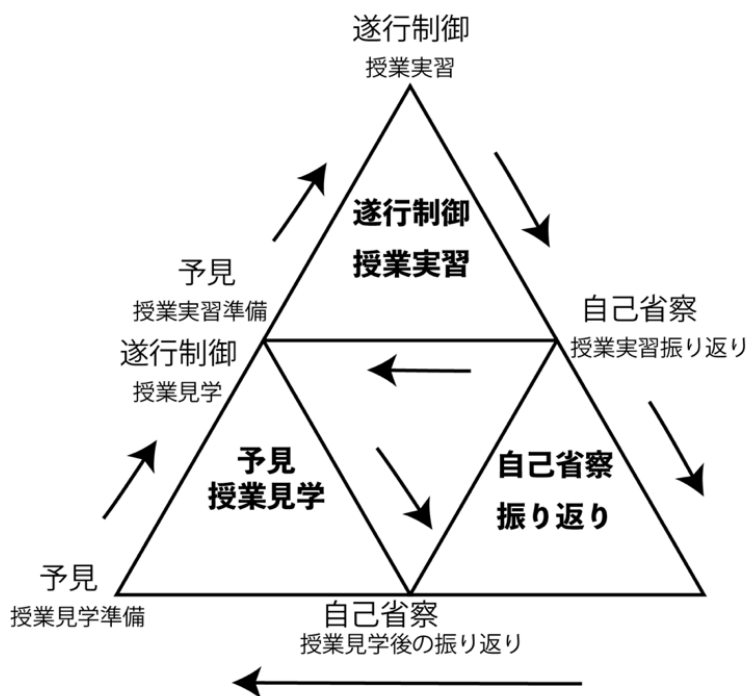 遂行制御
授業実習
遂行制御
授業実習
予見
授業実習準備
遂行制御
授業見学
自己省察
授業実習振り返り
予見
授業見学
自己省察
振り返り
予見
授業見学準備
自己省察
授業見学後の振り返り